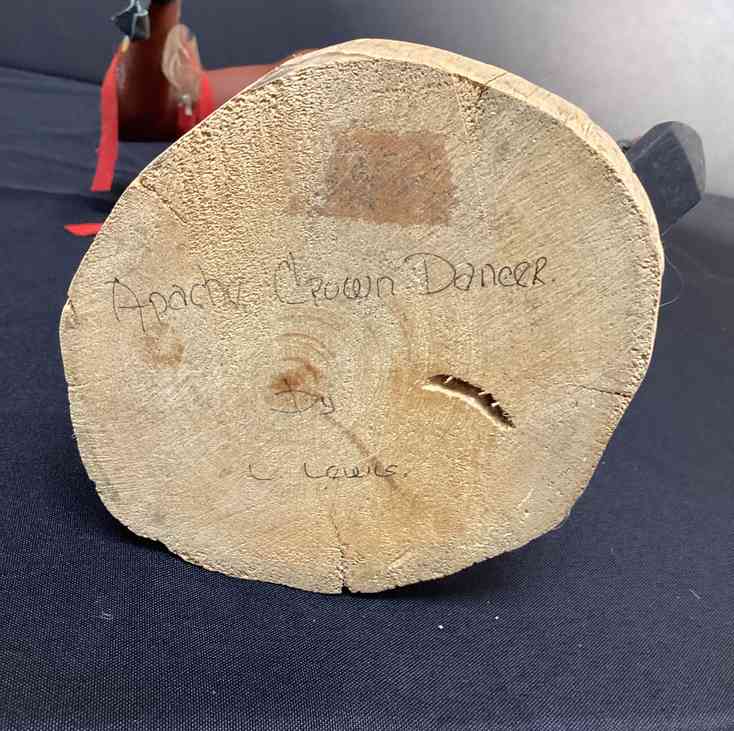 Apache Crown Dancer.
By
L Lewis.